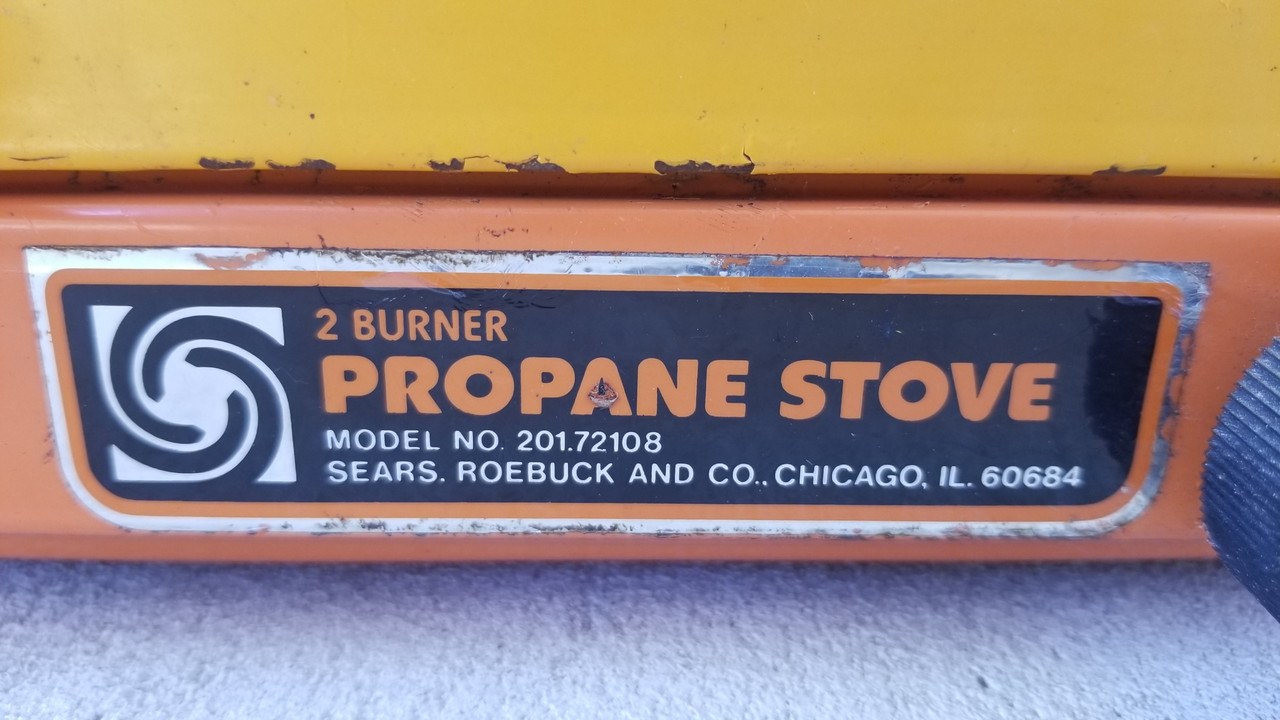 2 BURNER
PROPANE STOVE
MODEL NO. 201.72108
SEARS. ROEBUCK AND CO., CHICAGO, IL. 60684